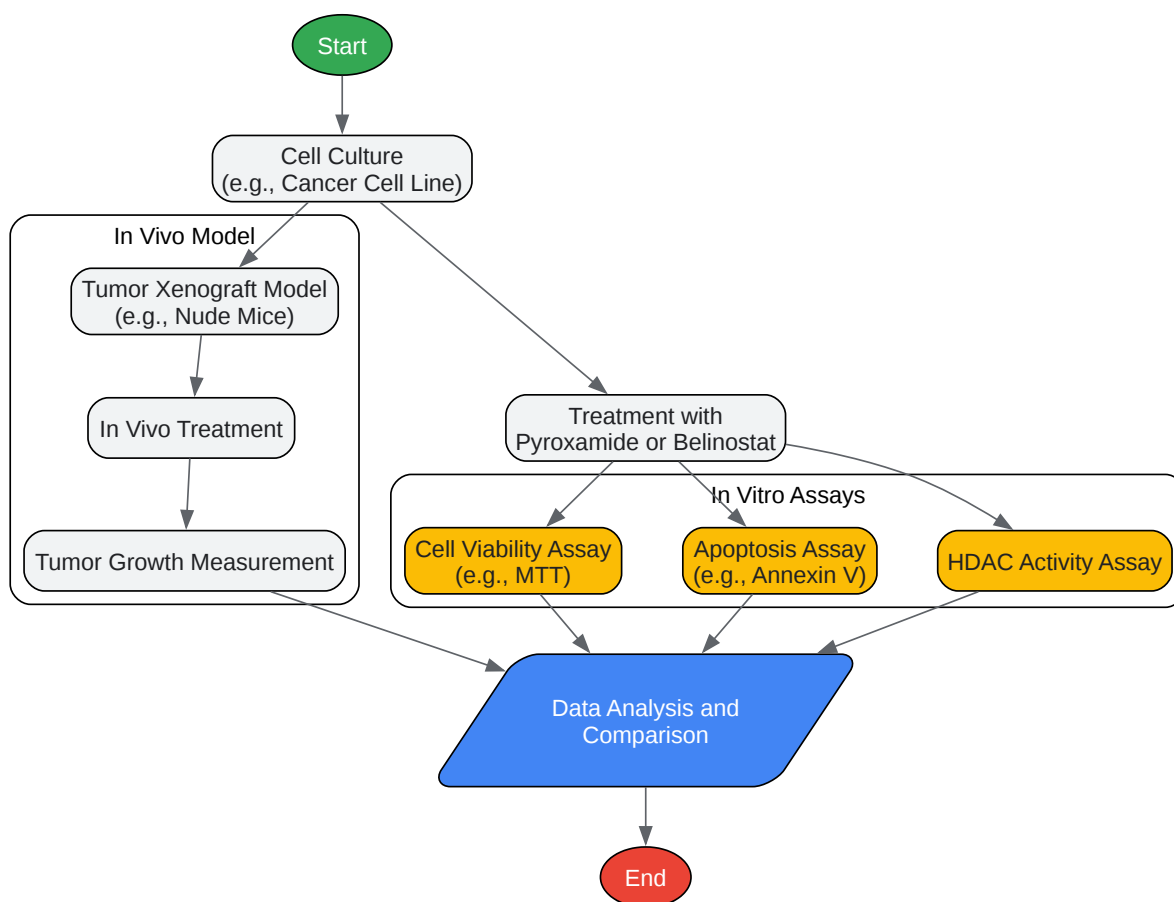 Start
Cell Culture
(e.g., Cancer Cell Line)
In Vivo Model
Tumor Xenograft Model
(e.g., Nude Mice)
In Vivo Treatment
Tumor Growth Measurement
Treatment with
Pyroxamide or Belinostat
In Vitro Assays
Cell Viability Assay
(e.g., MTT)
Apoptosis Assay
(e.g., Annexin V)
HDAC Activity Assay
Data Analysis and
Comparison
End